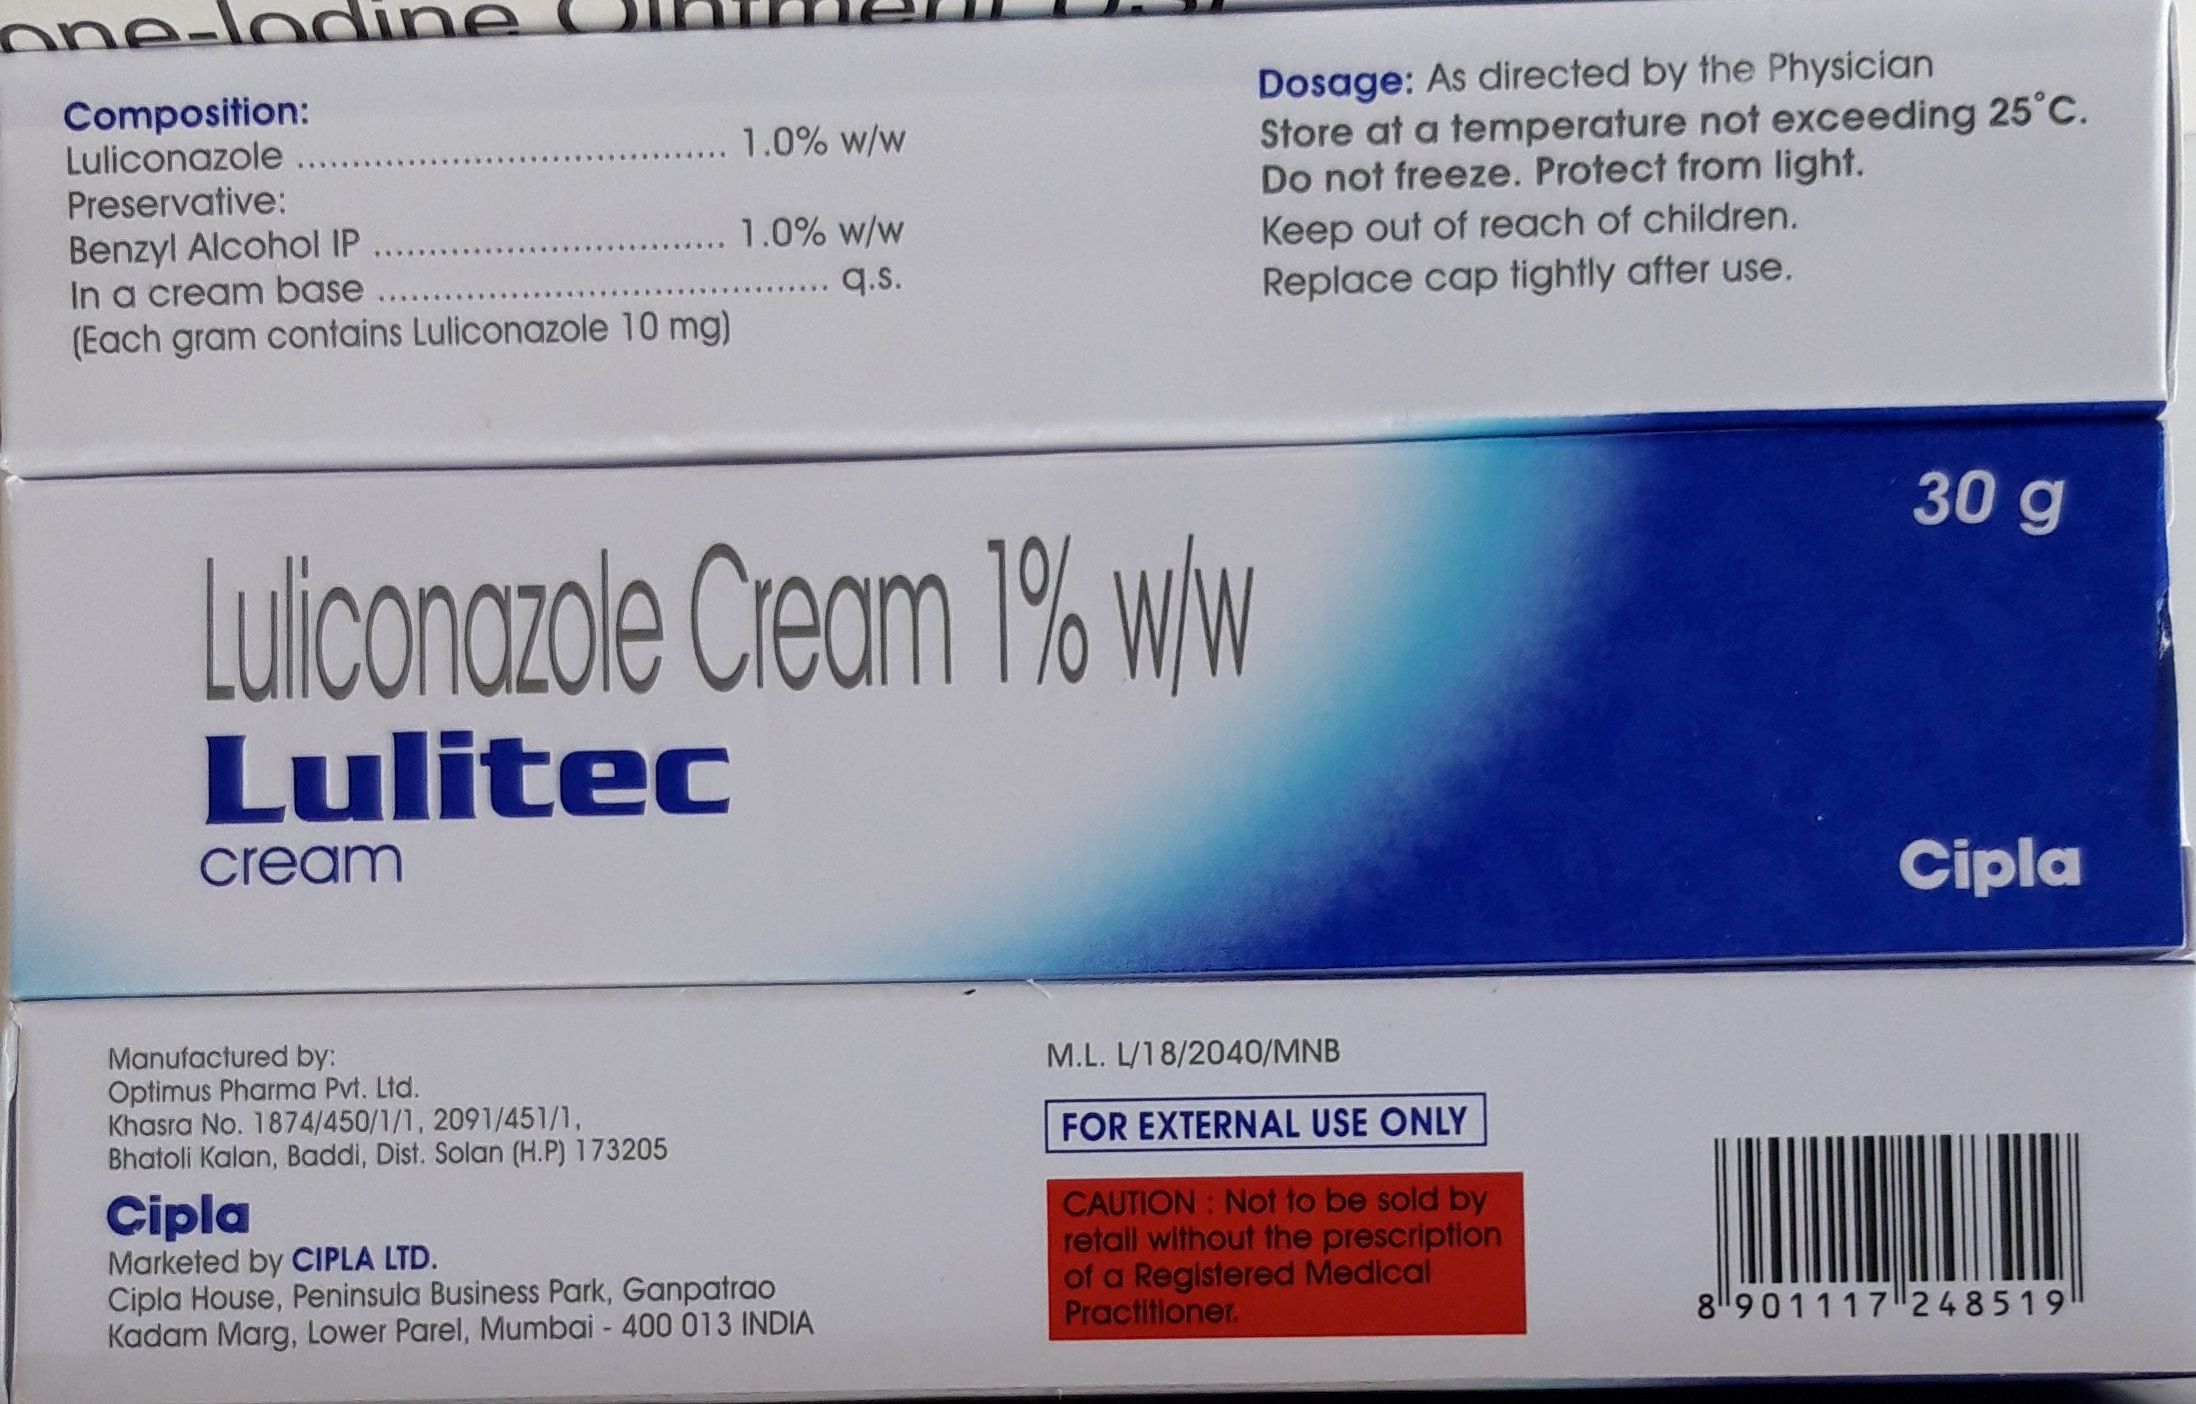 one-Iodine Ointment
Composition:
Luliconazole ........................................ 1.0% w/w
Preservative:
Benzyl Alcohol IP ................................ 1.0% w/w
In a cream base ......................................... q.s.
(Each gram contains Luliconazole 10 mg)
Dosage: As directed by the Physician
Store at a temperature not exceeding 25°C.
Do not freeze. Protect from light.
Keep out of reach of children.
Replace cap tightly after use.
30 g
Luliconazole Cream 1% w/w
Lulitec
cream
Cipla
Manufactured by:
Optimus Pharma Pvt. Ltd.
Khasra No. 1874/450/1/1, 2091/451/1,
Bhatoli Kalan, Baddi, Dist. Solan (H.P) 173205
Cipla
Marketed by CIPLA LTD.
Cipla House, Peninsula Business Park, Ganpatrao
Kadam Marg, Lower Parel, Mumbai - 400 013 INDIA
M.L. L/18/2040/MNB
FOR EXTERNAL USE ONLY
CAUTION : Not to be sold by
retail without the prescription
of a Registered Medical
Practitioner.
8 901117 248519